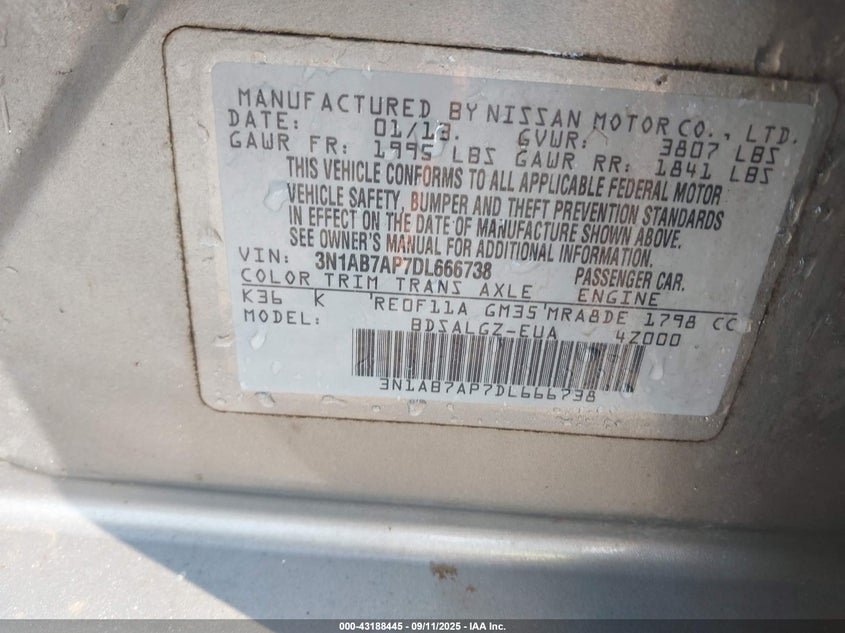 MANUFACTURED BY NISSAN MOTOR CO., LTD.
DATE: 01/13. GVWR: 3807 LBS
GAWR FR: 1995 LBS GAWR RR: 1841 LBS
THIS VEHICLE CONFORMS TO ALL APPLICABLE FEDERAL MOTOR
VEHICLE SAFETY, BUMPER AND THEFT PREVENTION STANDARDS
IN EFFECT ON THE DATE OF MANUFACTURE SHOWN ABOVE.
SEE OWNER'S MANUAL FOR ADDITIONAL INFORMATION.
VIN: 3N1AB7AP7DL666738 PASSENGER CAR.
COLOR TRIM TRANS AXLE ENGINE
K36 K 'RE0F11A GM35'MRA8DE 1798 CC
MODEL: BDSALGZ-EUA 4Z000
3N1AB7AP7DL666738
000-43188445 - 09/11/2025 - IAA Inc.